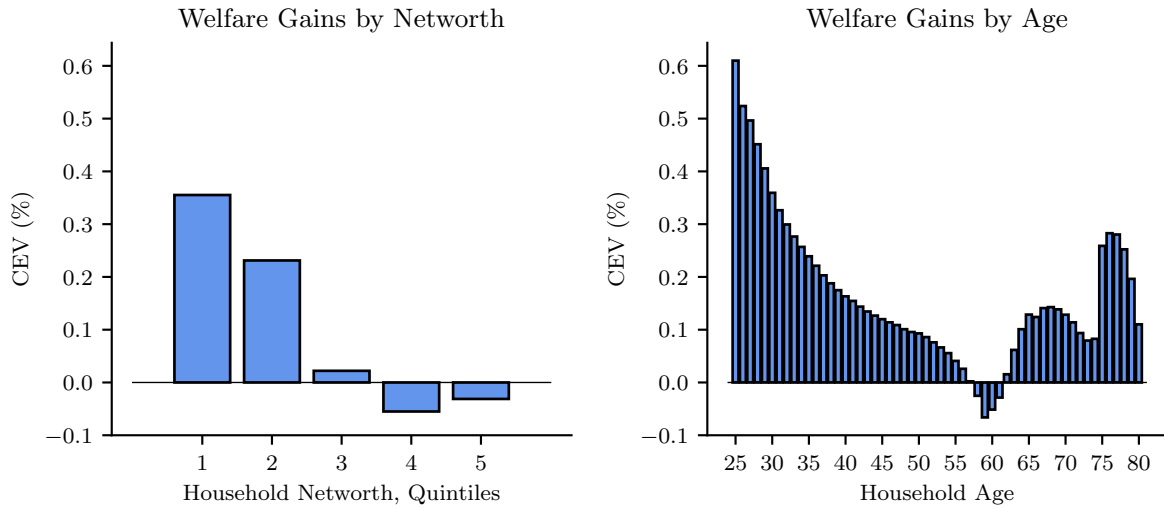 Welfare Gains by Networth
0.6
0.5
0.4
0.3
0.2
0.1
0.0
−0.1
CEV (%)
1 2 3 4 5
Household Networth, Quintiles
Welfare Gains by Age
0.6
0.5
0.4
0.3
0.2
0.1
0.0
−0.1
CEV (%)
25 30 35 40 45 50 55 60 65 70 75 80
Household Age